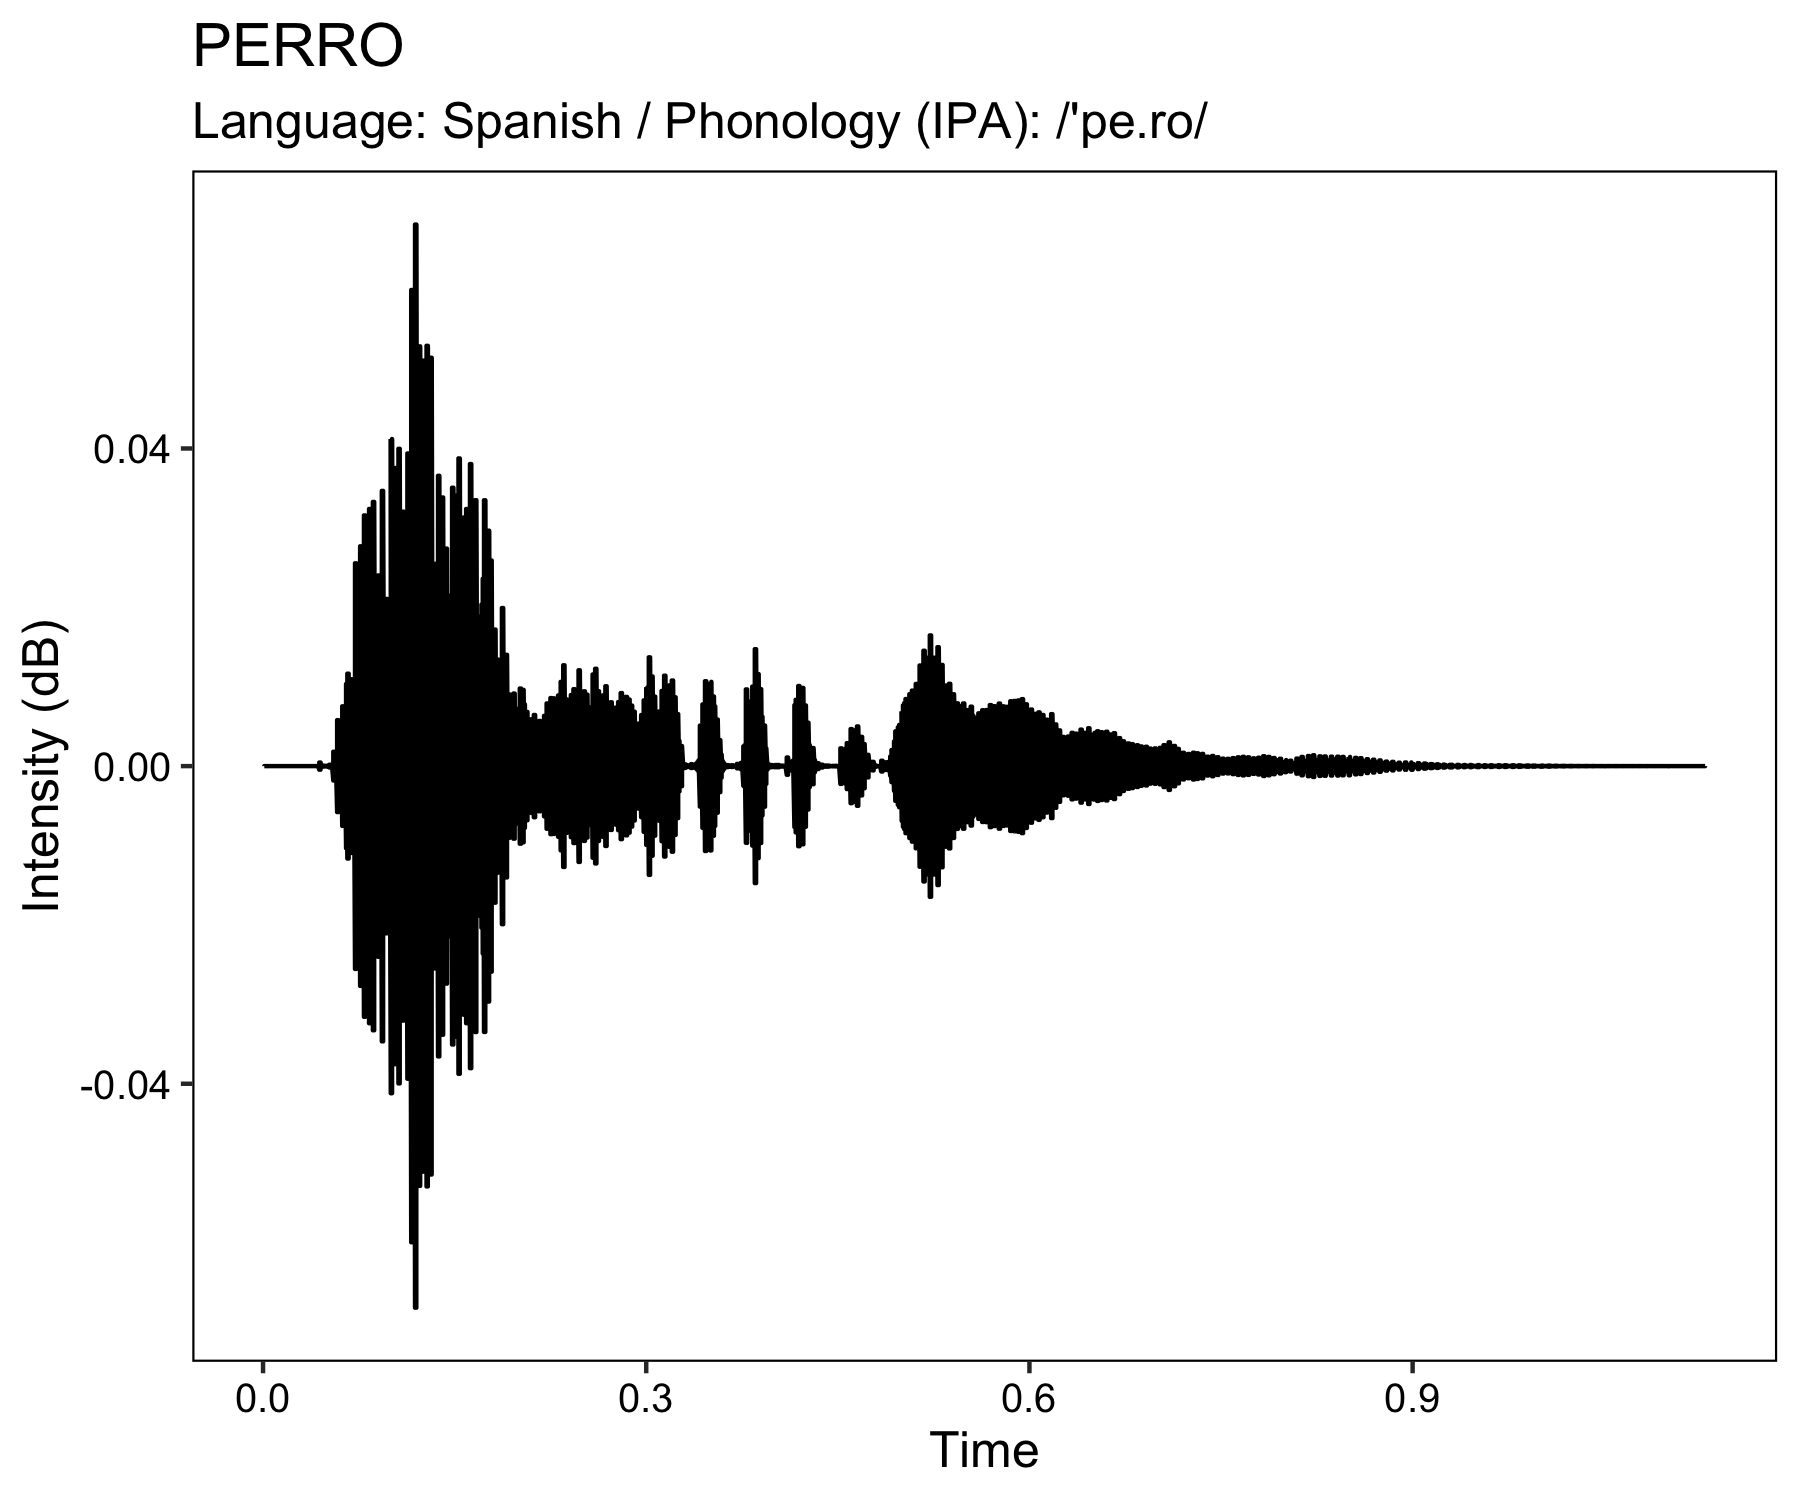 PERRO
Language: Spanish / Phonology (IPA): /'pe.ro/
Intensity (dB)
0.04
0.00
-0.04
0.0 0.3 0.6 0.9
Time